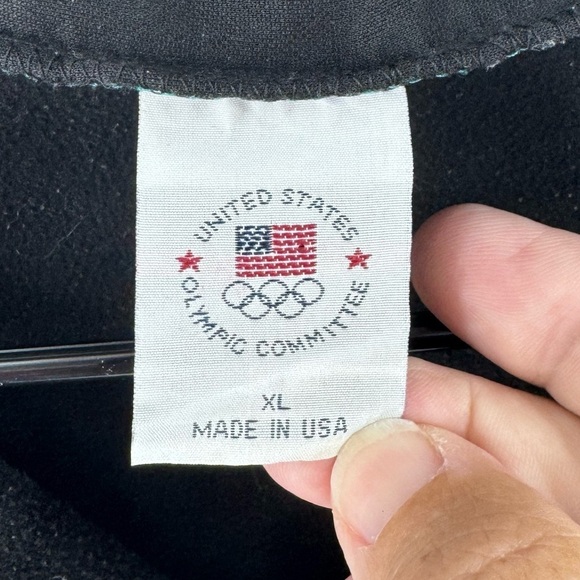 UNITED STATES
OLYMPIC COMMITTEE
XL
MADE IN USA